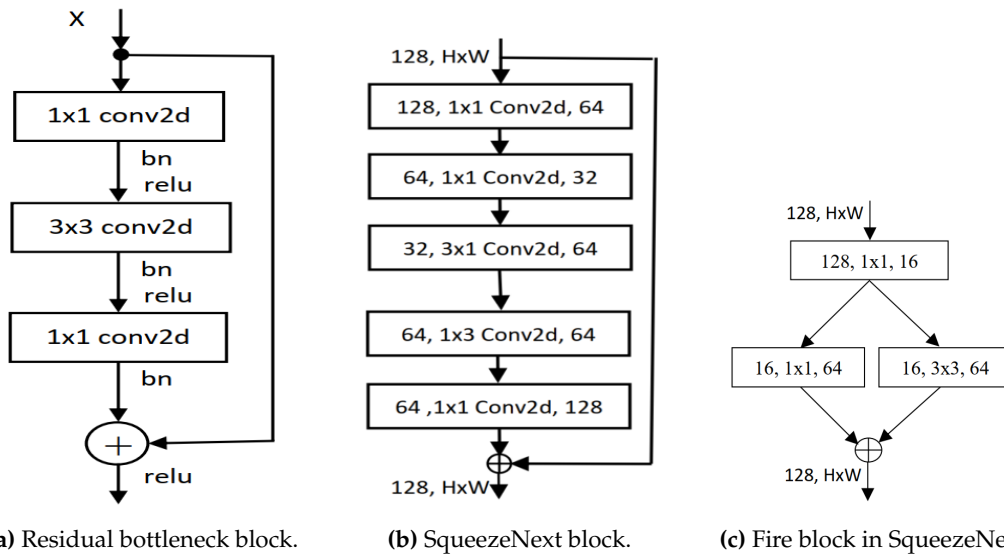 X
1x1 conv2d
bn
relu
3x3 conv2d
bn
relu
1x1 conv2d
bn
+
relu
a) Residual bottleneck block.
128, HxW
128, 1x1 Conv2d, 64
64, 1x1 Conv2d, 32
32, 3x1 Conv2d, 64
64, 1x3 Conv2d, 64
64 ,1x1 Conv2d, 128
128, HxW
(b) SqueezeNext block.
128, HxW
128, 1x1, 16
16, 1x1, 64
16, 3x3, 64
128, HxW
(c) Fire block in SqueezeNe